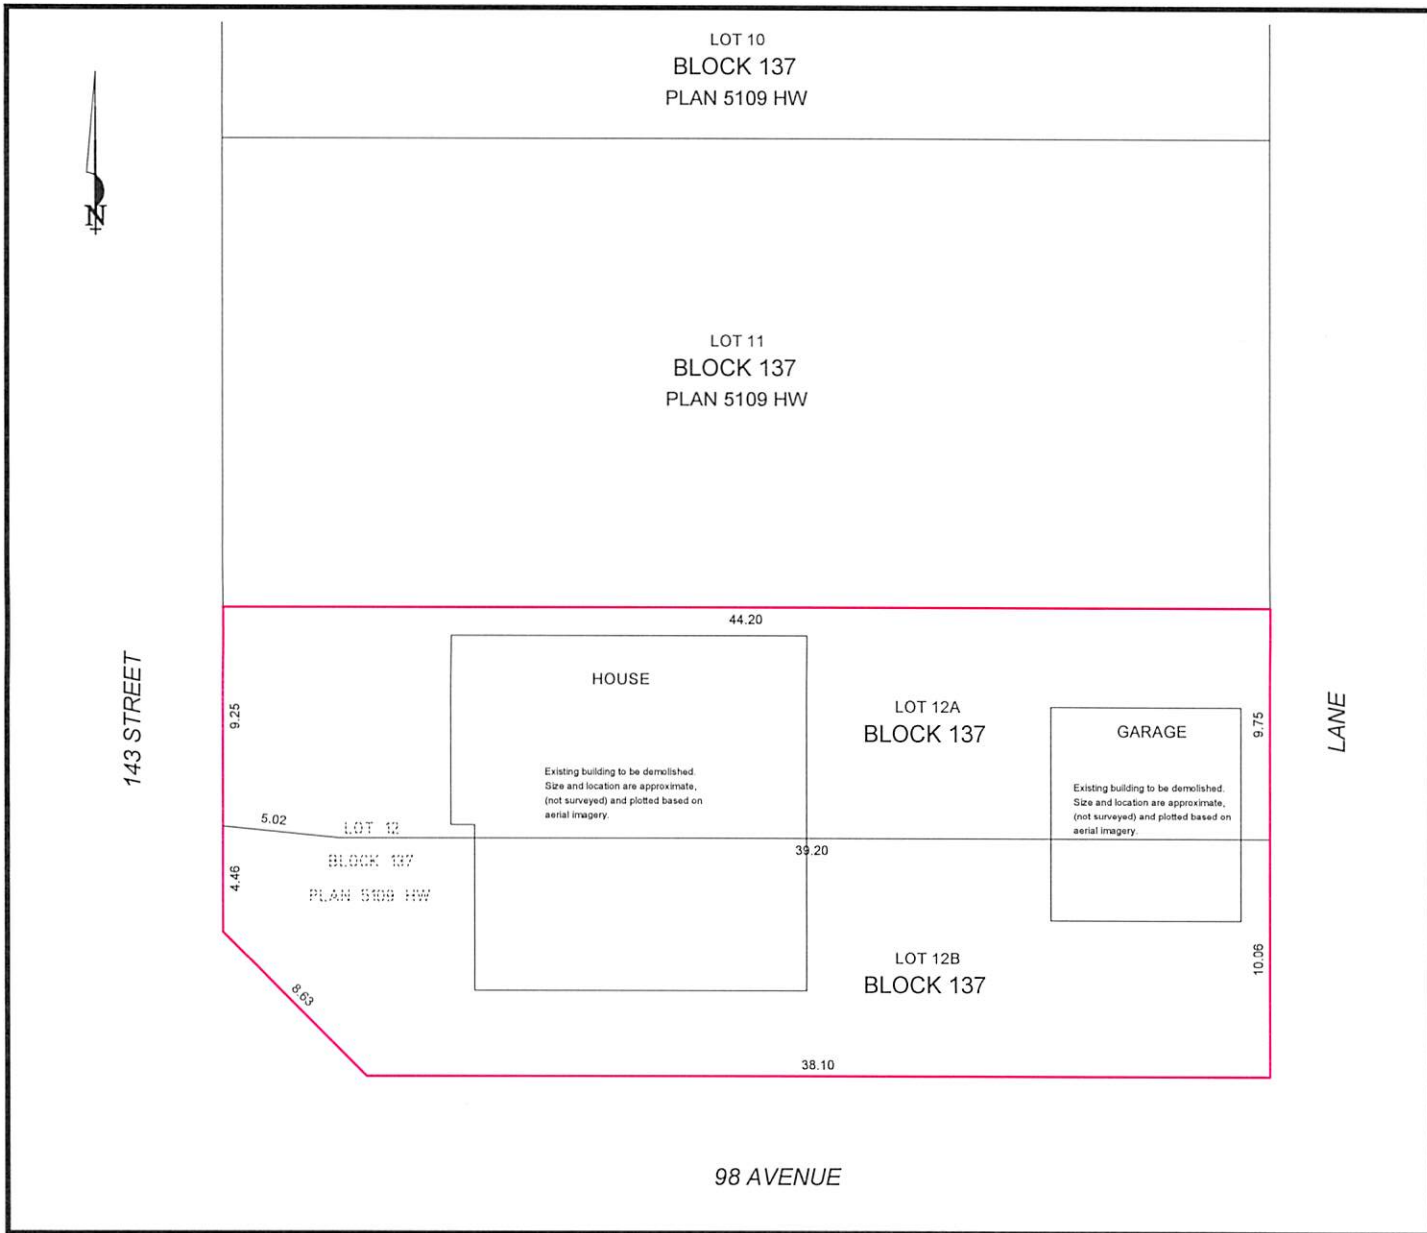 LOT 10
BLOCK 137
PLAN 5109 HW
N
LOT 11
BLOCK 137
PLAN 5109 HW
44.20
HOUSE
LOT 12A
BLOCK 137
GARAGE
9.25
9.75
143 STREET
LANE
Existing building to be demolished.
Size and location are approximate,
(not surveyed) and plotted based on
aerial imagery.
Existing building to be demolished.
Size and location are approximate,
(not surveyed) and plotted based on
aerial imagery.
5.02
LOT 12
BLOCK 137
PLAN 5109 HW
39.20
4.46
LOT 12B
BLOCK 137
10.06
8.63
38.10
98 AVENUE